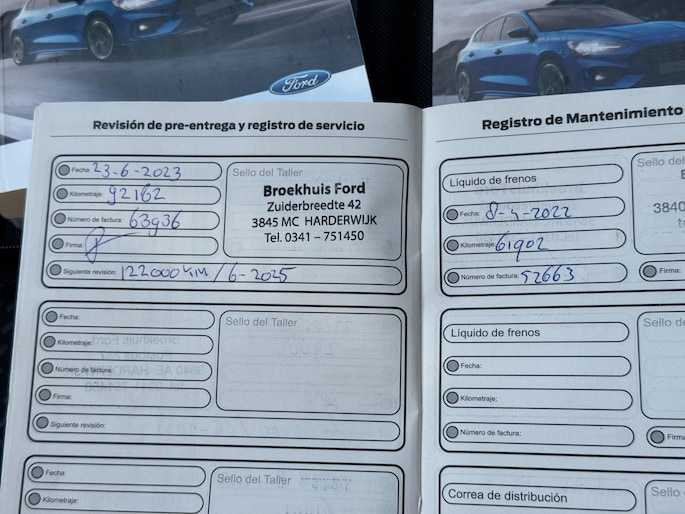 Ford
Revisión de pre-entrega y registro de servicio
Fecha: 23-6-2023
Kilometraje: 92162
Número de factura: 63936
Firma:
Siguiente revisión: 122000 KM / 6-2025
Sello del Taller
Broekhuis Ford
Zuiderbreedte 42
3845 MC HARDERWIJK
Tel. 0341 – 751450
Fecha:
Kilometraje:
Número de factura:
Firma:
Siguiente revisión:
Sello del Taller
Fecha:
Kilometraje:
Sello del Taller
Registro de Mantenimiento
Líquido de frenos
Fecha: 8-4-2022
Kilometraje: 61902
Número de factura: 52663
Sello del
3840
Firma:
Líquido de frenos
Fecha:
Kilometraje:
Número de factura:
Sello de
Firma
Correa de distribución
Sello